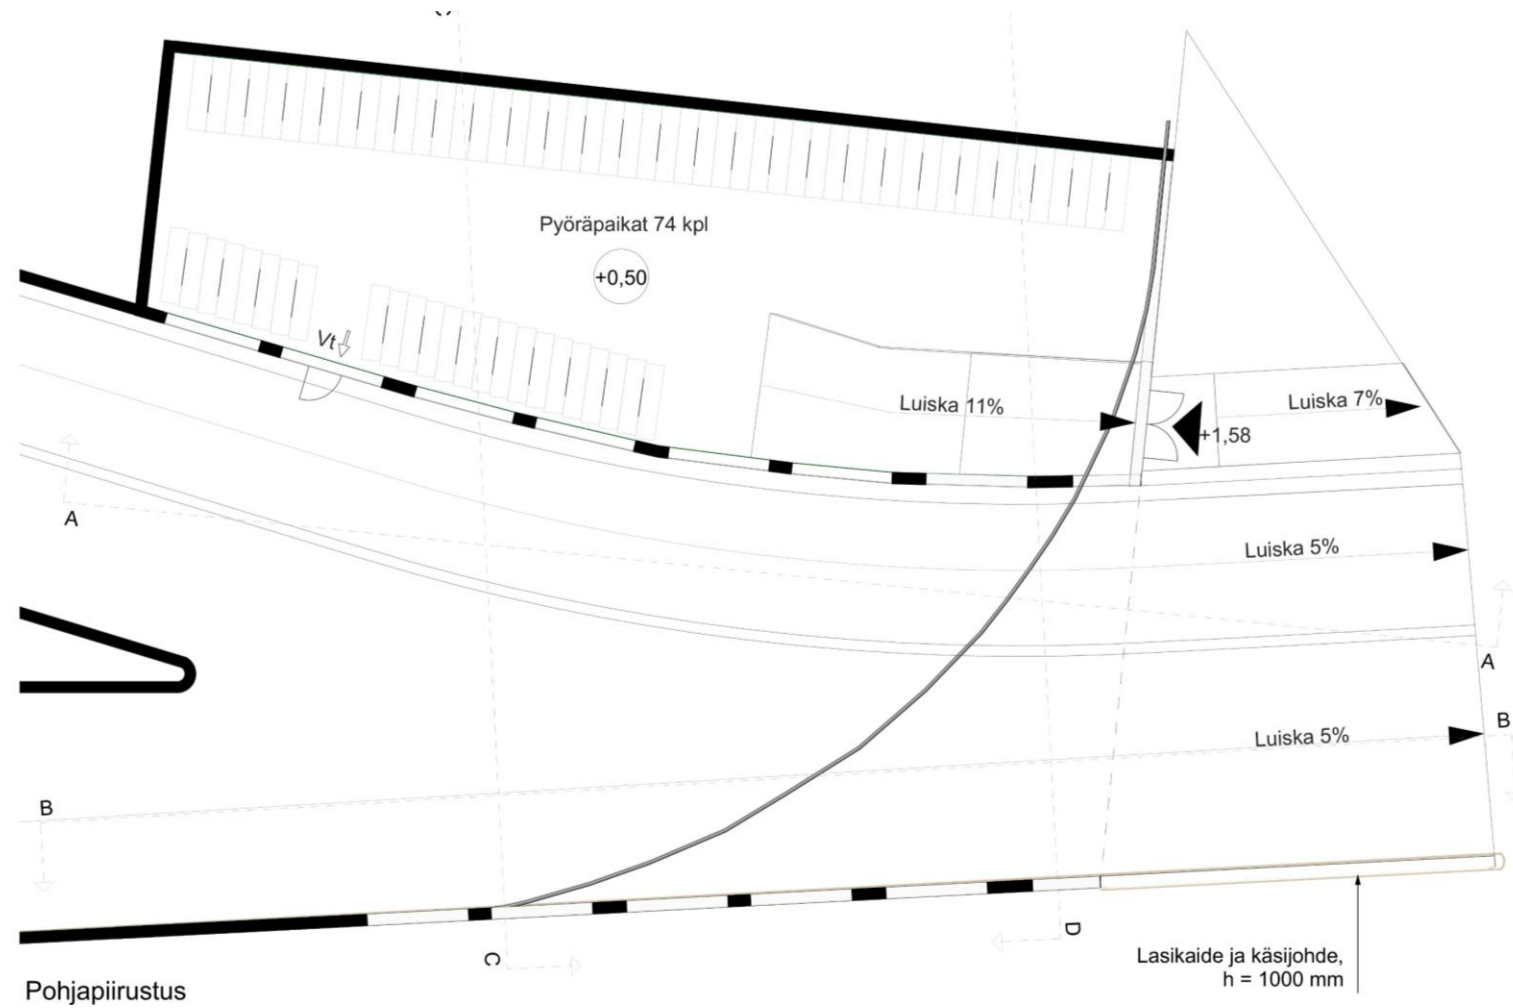 Pyöräpaikat 74 kpl
+0,50
Vt
Luiska 11%
Luiska 7%
+1,58
A
Luiska 5%
A
B
Luiska 5%
B
C
D
Lasikaide ja käsijohde,
h = 1000 mm
Pohjapiirustus